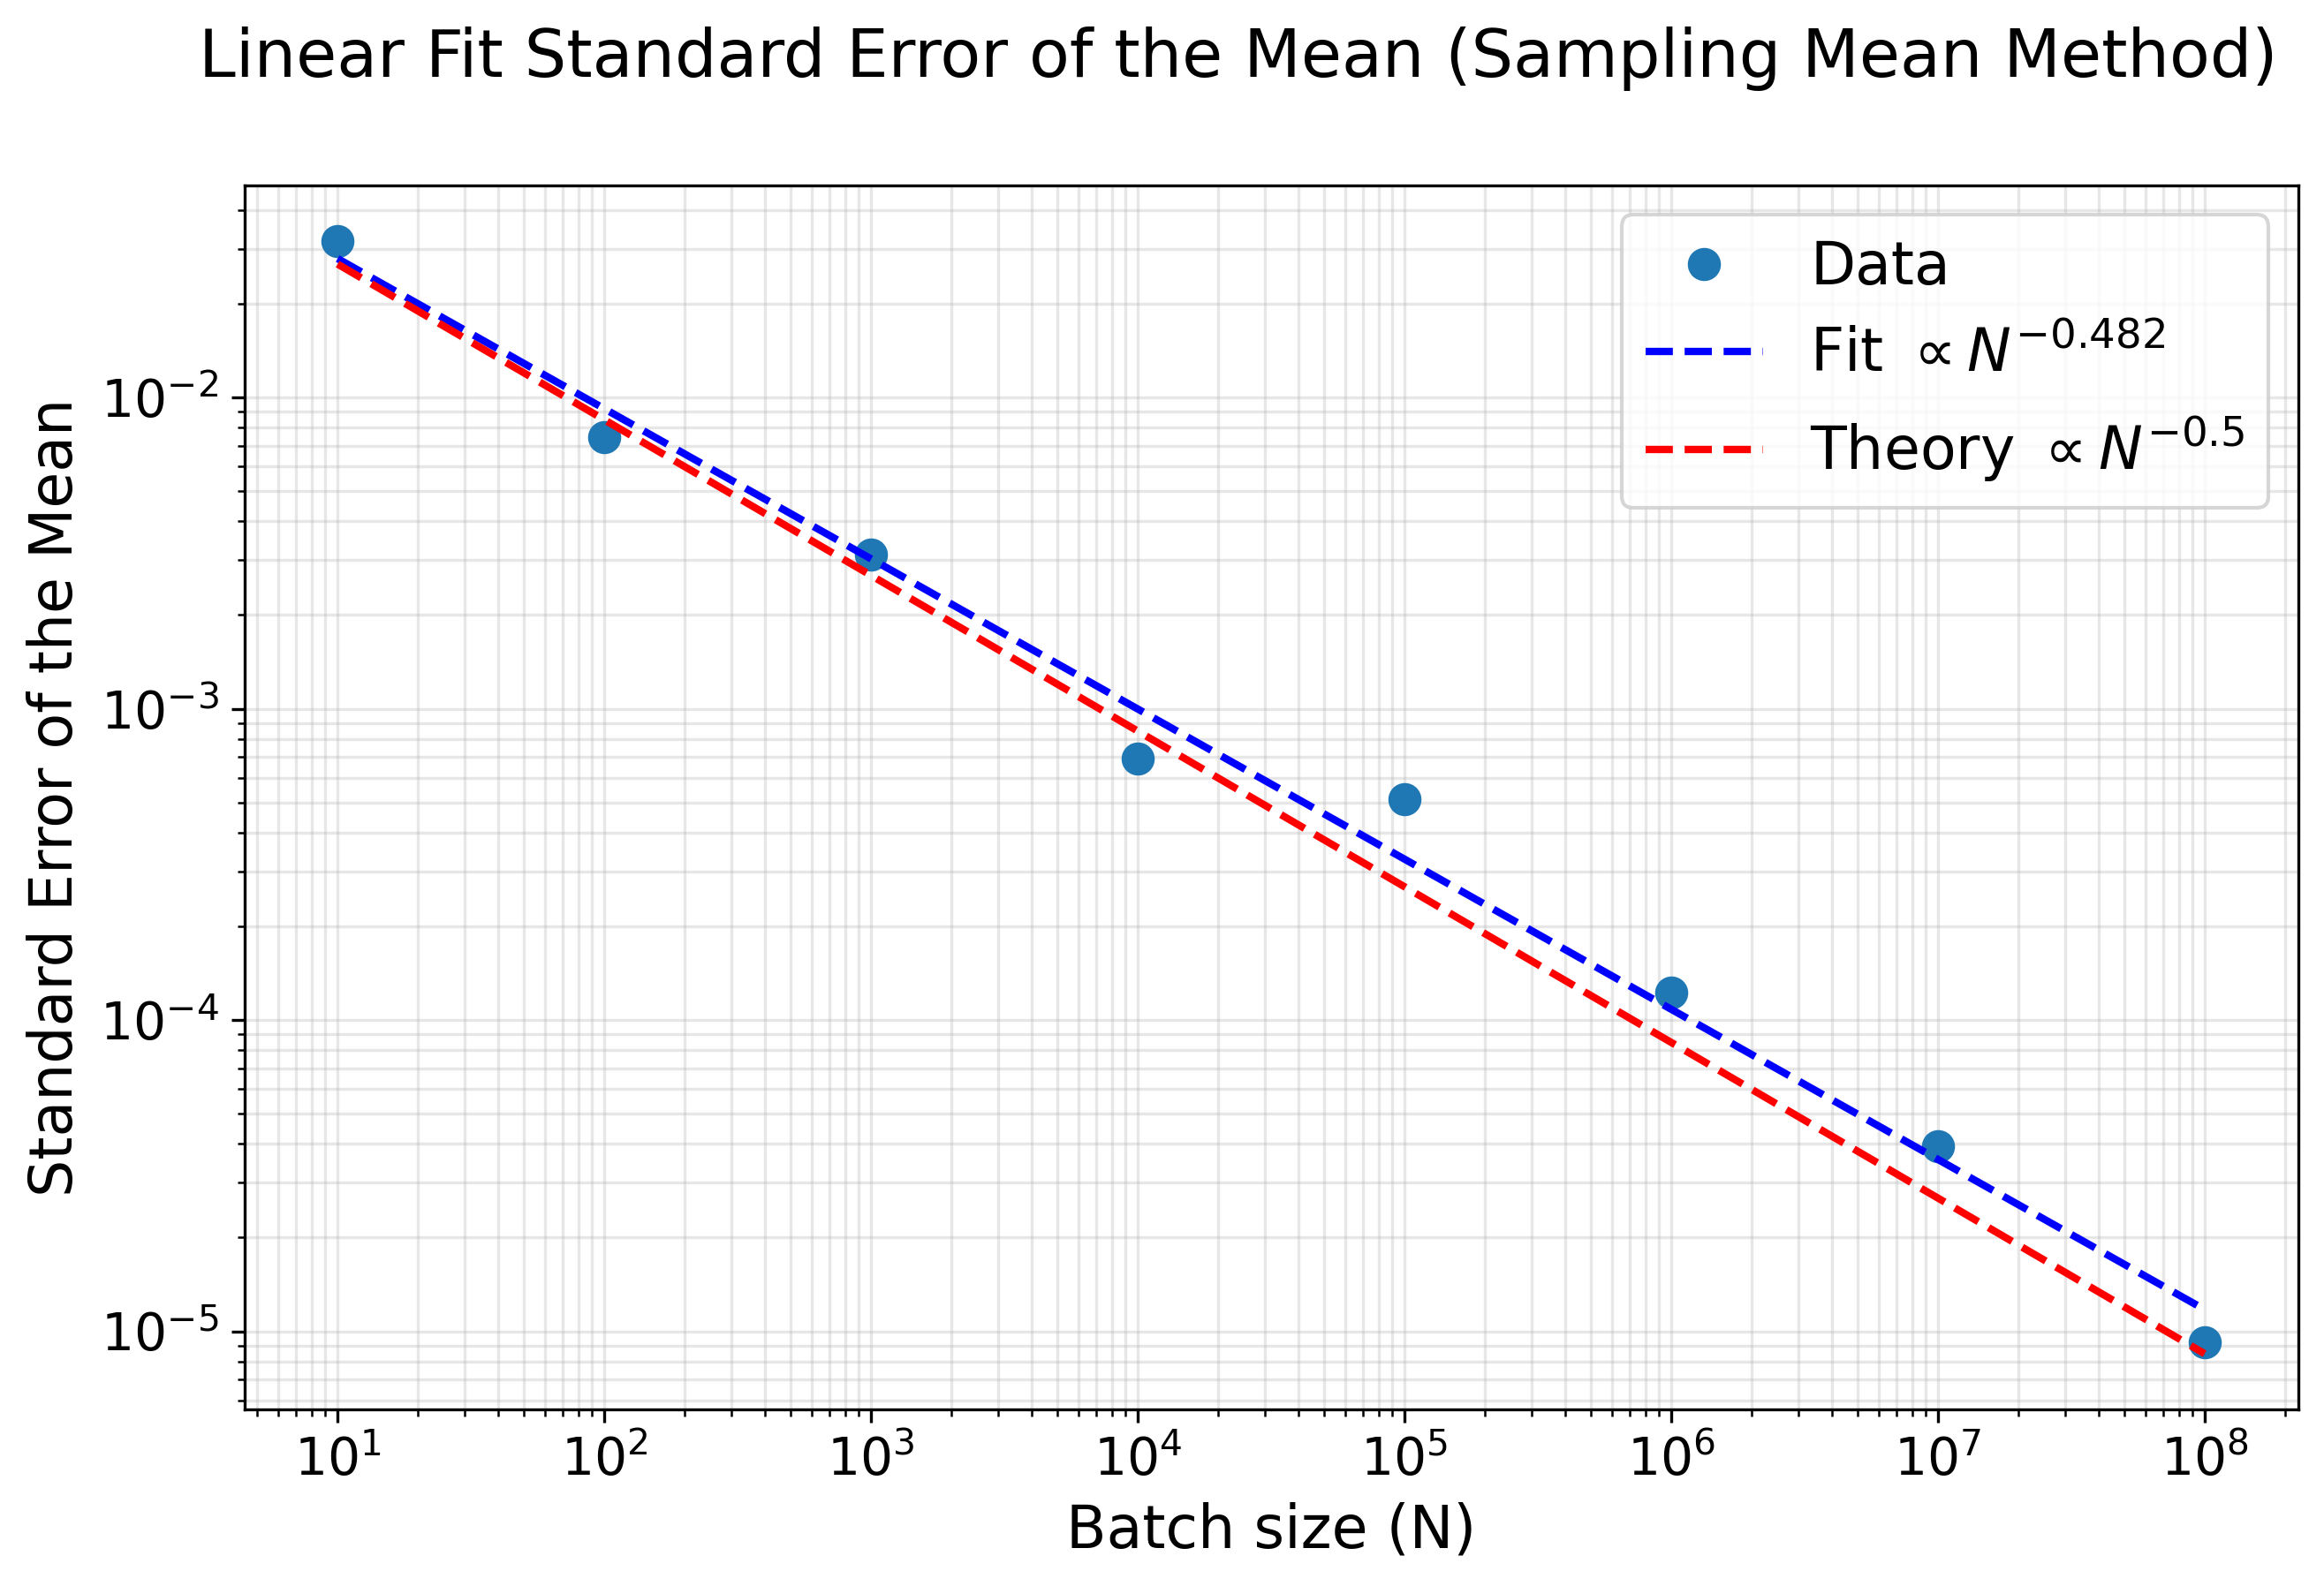 Linear Fit Standard Error of the Mean (Sampling Mean Method)
Data
Fit ∝ N^{−0.482}
Theory ∝ N^{−0.5}
Standard Error of the Mean
10^{−2}
10^{−3}
10^{−4}
10^{−5}
10^{1} 10^{2} 10^{3} 10^{4} 10^{5} 10^{6} 10^{7} 10^{8}
Batch size (N)